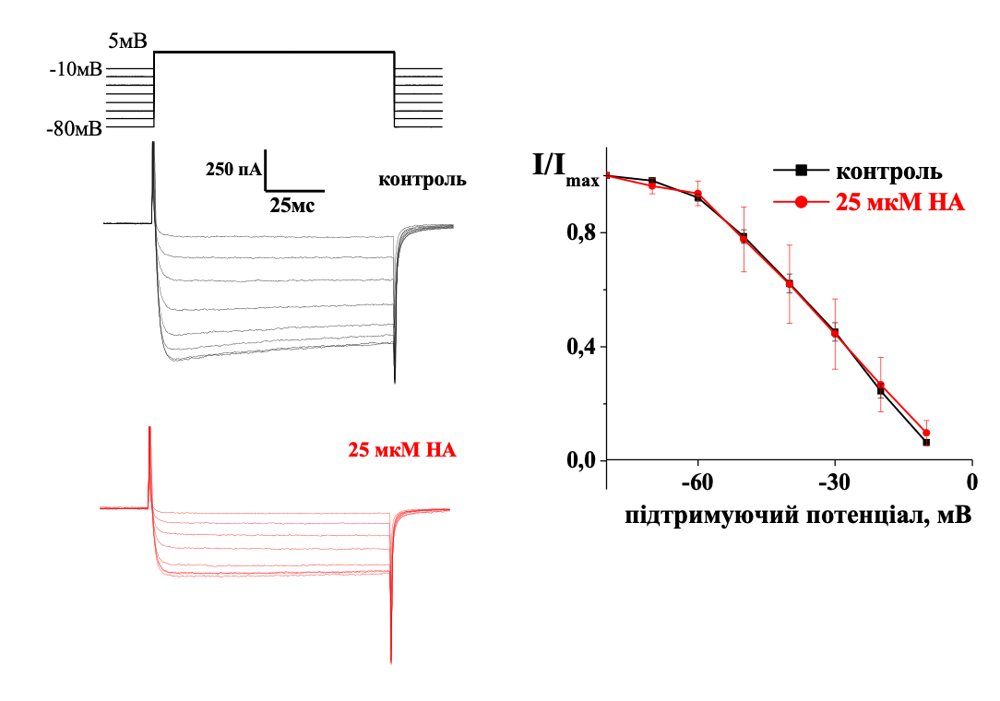 5мВ
-10мВ
-80мВ
250 пА
25мс
контроль
25 мкМ НА
I/Imax
контроль
25 мкМ НА
0,8
0,4
0,0
-60
-30
0
підтримуючий потенціал, мВ